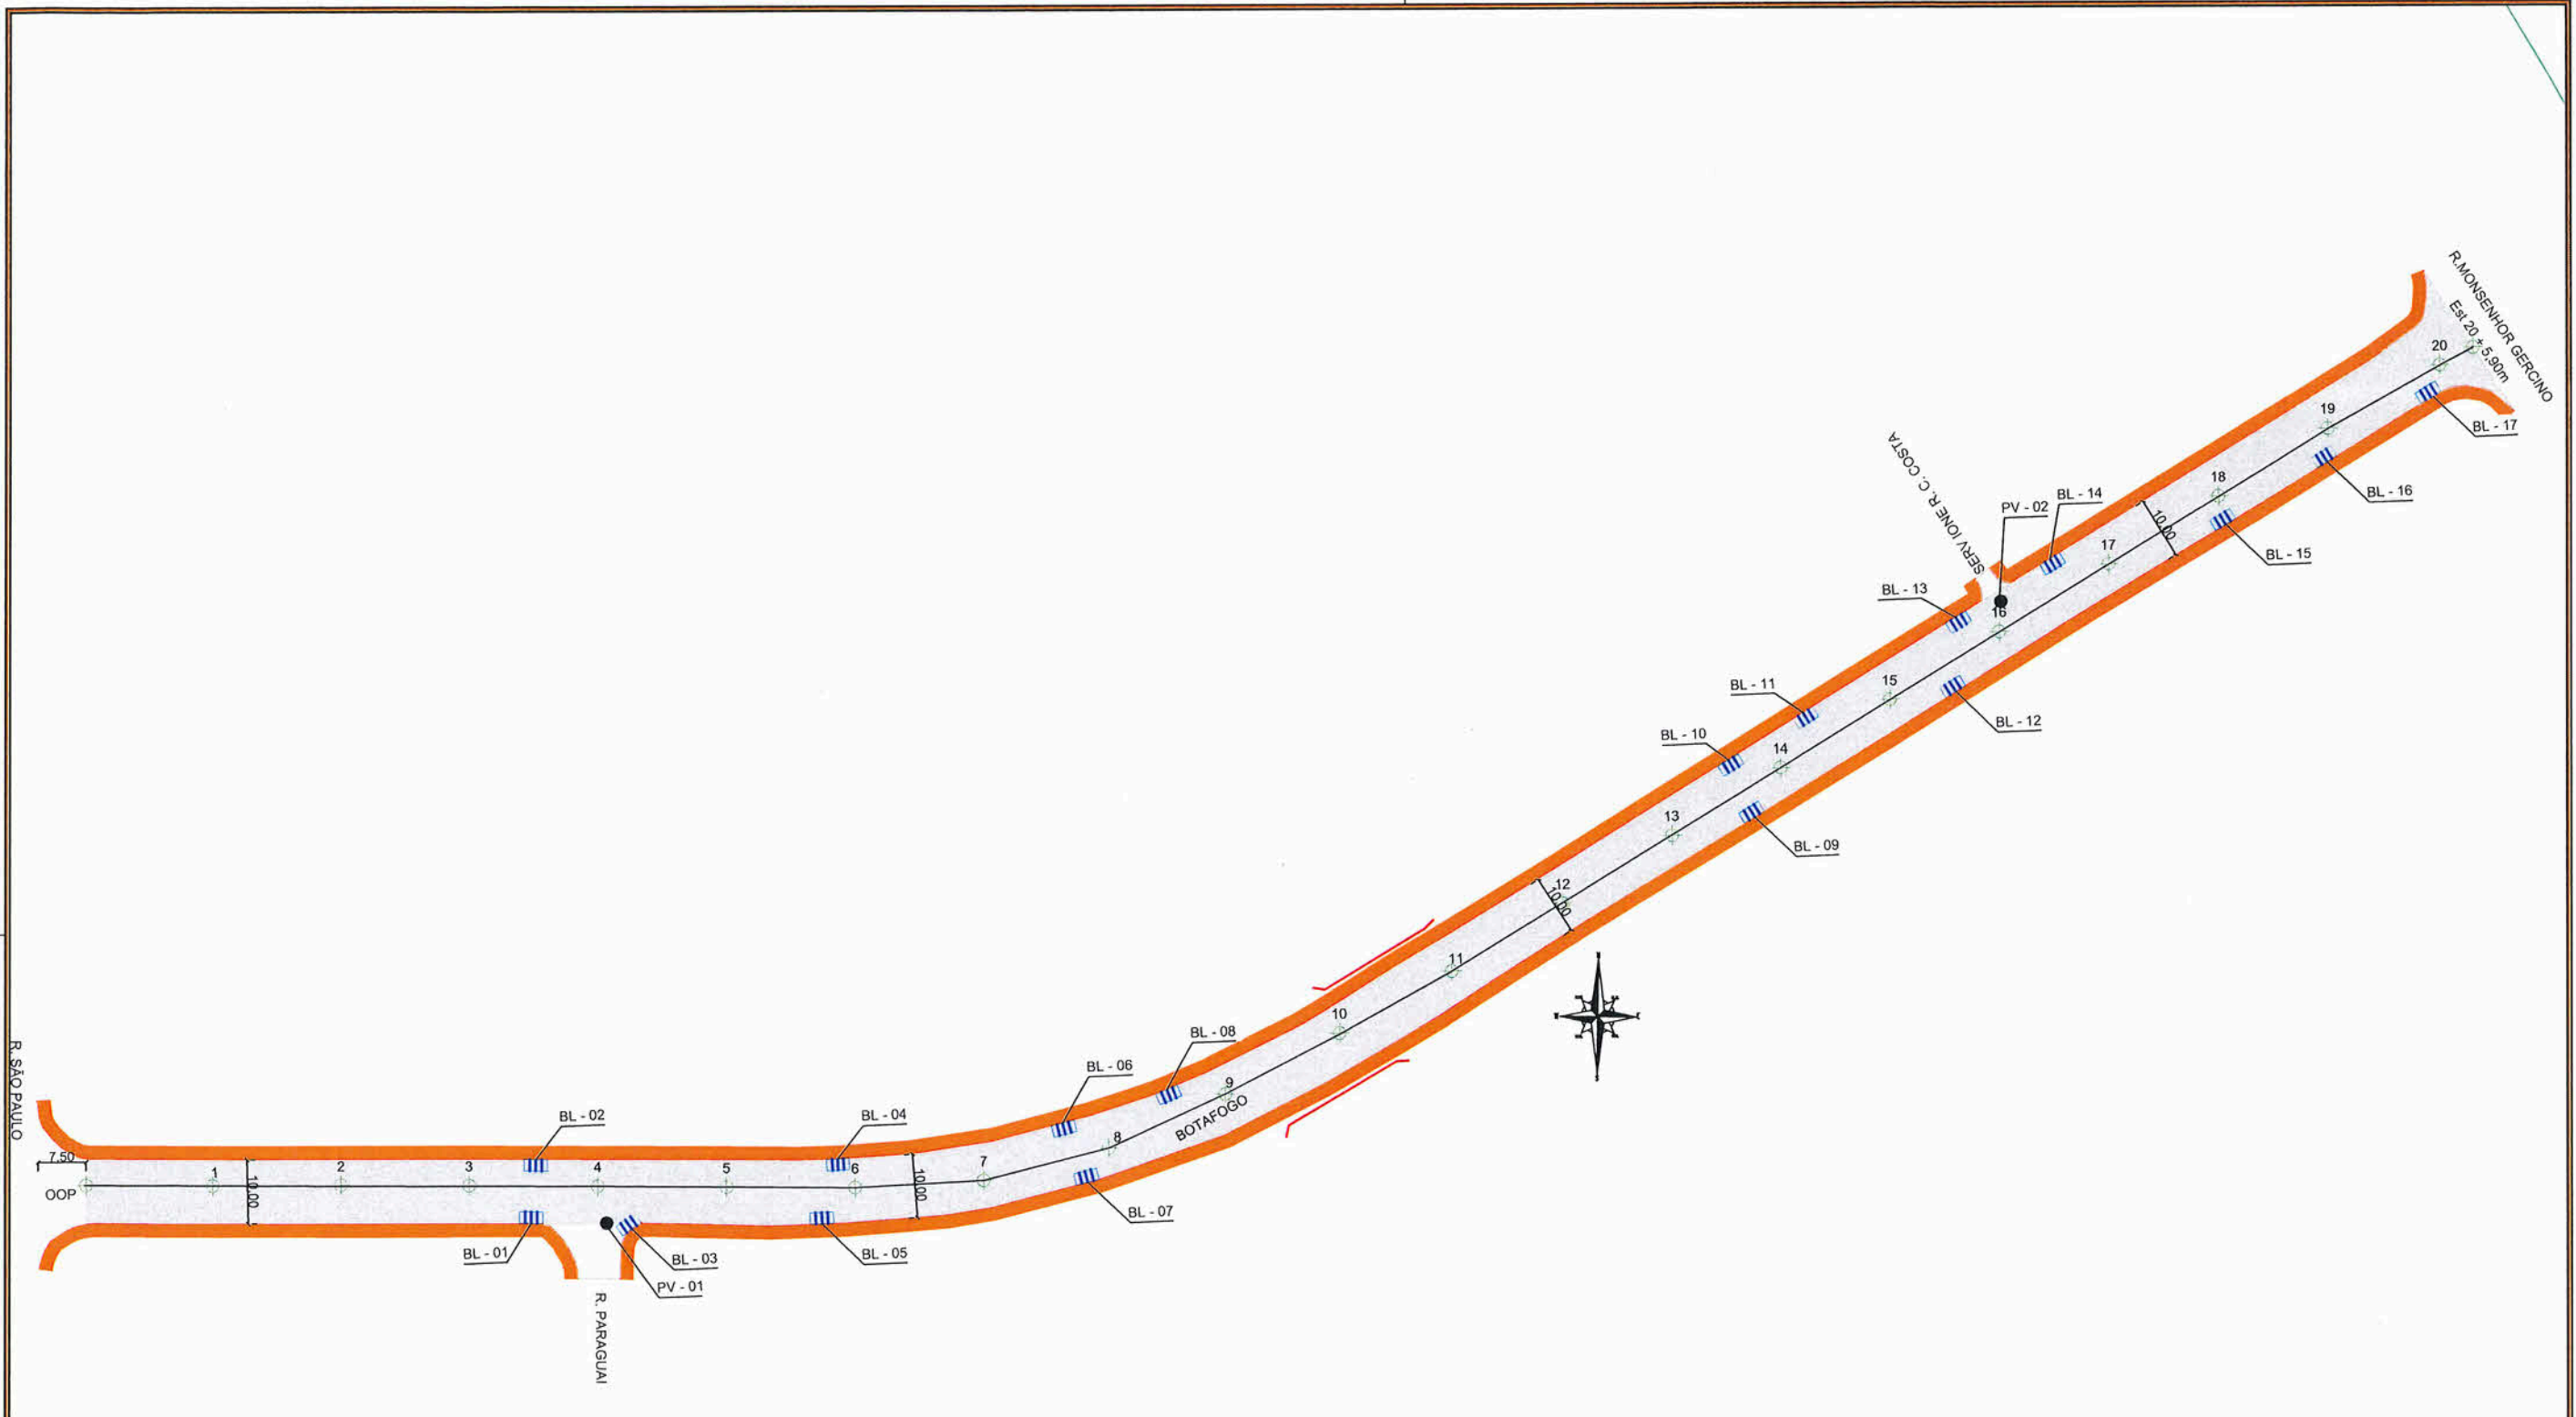 R.MONSENHOR GERCINO
Est 20 + 5,90m
20
19
BL - 17
SERV IONE R. C. COSTA
18
BL - 16
BL - 14
PV - 02
10,00
17
BL - 15
BL - 13
16
BL - 11
15
BL - 12
BL - 10
14
13
BL - 09
12
10,00
11
10
BL - 08
R. SÃO PAULO
BL - 06
9
BOTAFOGO
BL - 02
BL - 04
8
7,50
1
2
3
4
5
6
7
OOP
10,00
10,00
BL - 07
BL - 01
BL - 03
BL - 05
PV - 01
R. PARAGUAI